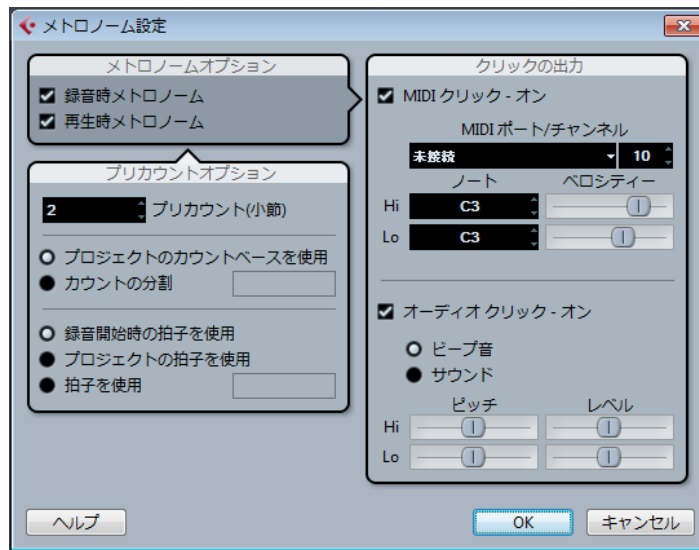 メトロノーム設定
メトロノームオプション
録音時メトロノーム
再生時メトロノーム
プリカウントオプション
2 プリカウント(小節)
プロジェクトのカウントベースを使用
カウントの分割
録音開始時の拍子を使用
プロジェクトの拍子を使用
拍子を使用
クリックの出力
MIDI クリック - オン
MIDI ポート/チャンネル
未接続 10
ノート ベロシティー
Hi C3
Lo C3
オーディオ クリック - オン
ビープ音
サウンド
ピッチ レベル
Hi
Lo
ヘルプ OK キャンセル